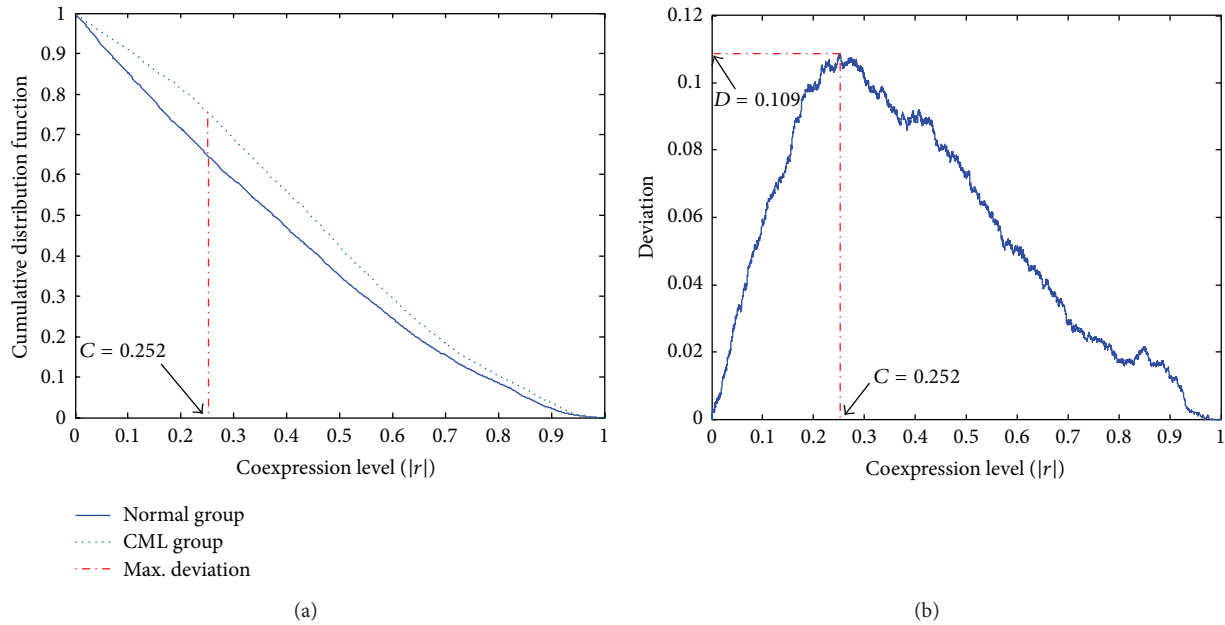 1
0.9
0.8
0.7
0.6
0.5
0.4
0.3
0.2
0.1
0
Cumulative distribution function
C = 0.252
0 0.1 0.2 0.3 0.4 0.5 0.6 0.7 0.8 0.9 1
Coexpression level (|r|)
Normal group
CML group
Max. deviation
(a)
0.12
0.1
0.08
0.06
0.04
0.02
0
Deviation
D = 0.109
C = 0.252
0 0.1 0.2 0.3 0.4 0.5 0.6 0.7 0.8 0.9 1
Coexpression level (|r|)
(b)